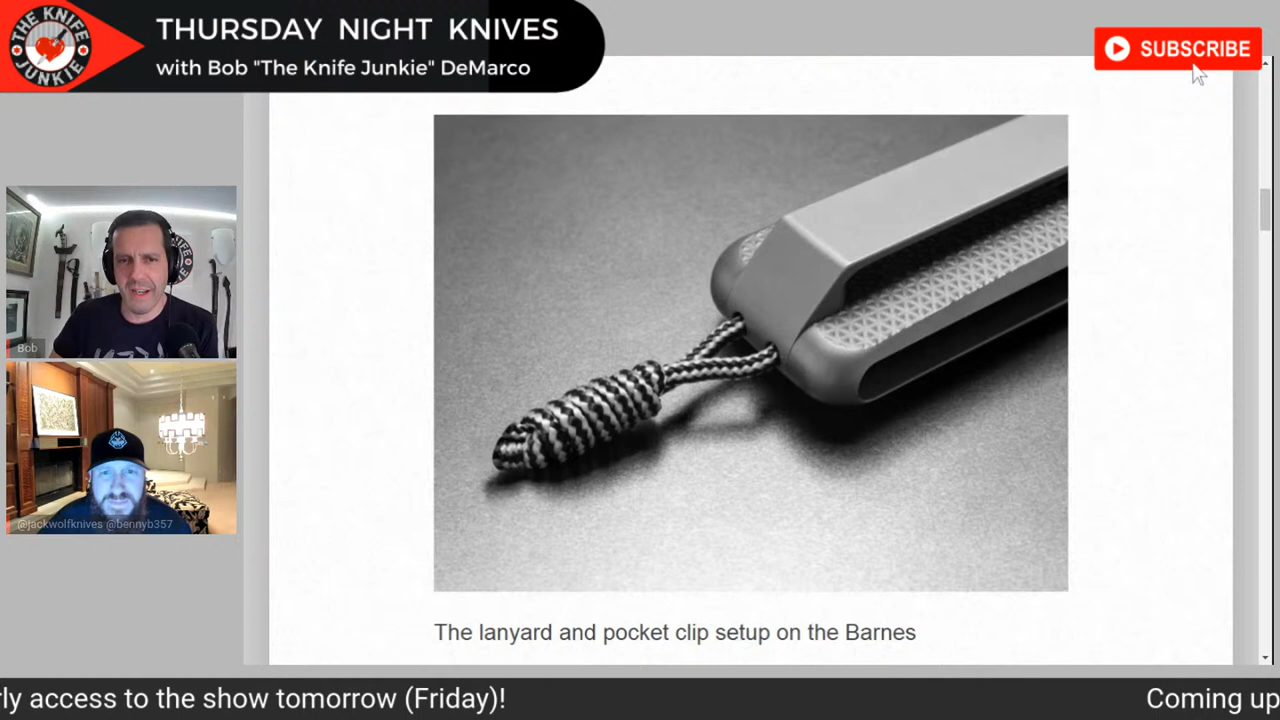 THE KNIFE
JUNKIE
THURSDAY NIGHT KNIVES
with Bob "The Knife Junkie" DeMarco
SUBSCRIBE
Bob
@jackwolfknives @bennyb357
The lanyard and pocket clip setup on the Barnes
rly access to the show tomorrow (Friday)!
Coming up